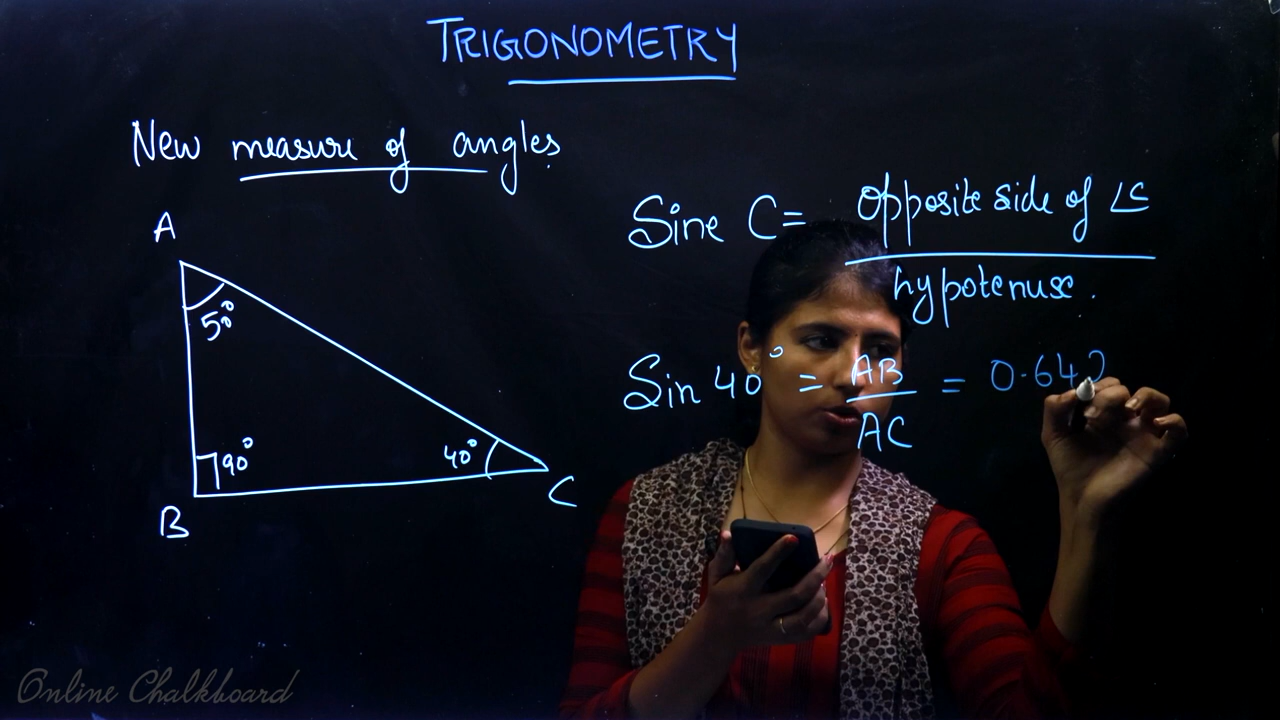 TRIGONOMETRY
New measure of angles
A
50°
90°
40°
B
C
Sine C = Opposite side of ∠C
hypotenuse.
Sin 40° = AB / AC = 0.642
Online Chalkboard